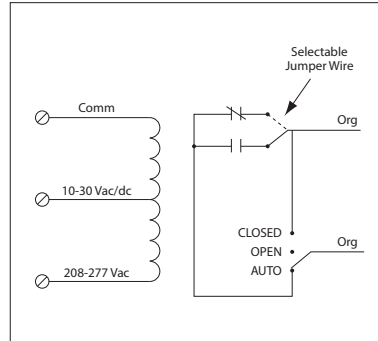 Selectable
Jumper Wire
Comm
Org
10-30 Vac/dc
CLOSED
OPEN
Org
AUTO
208-277 Vac